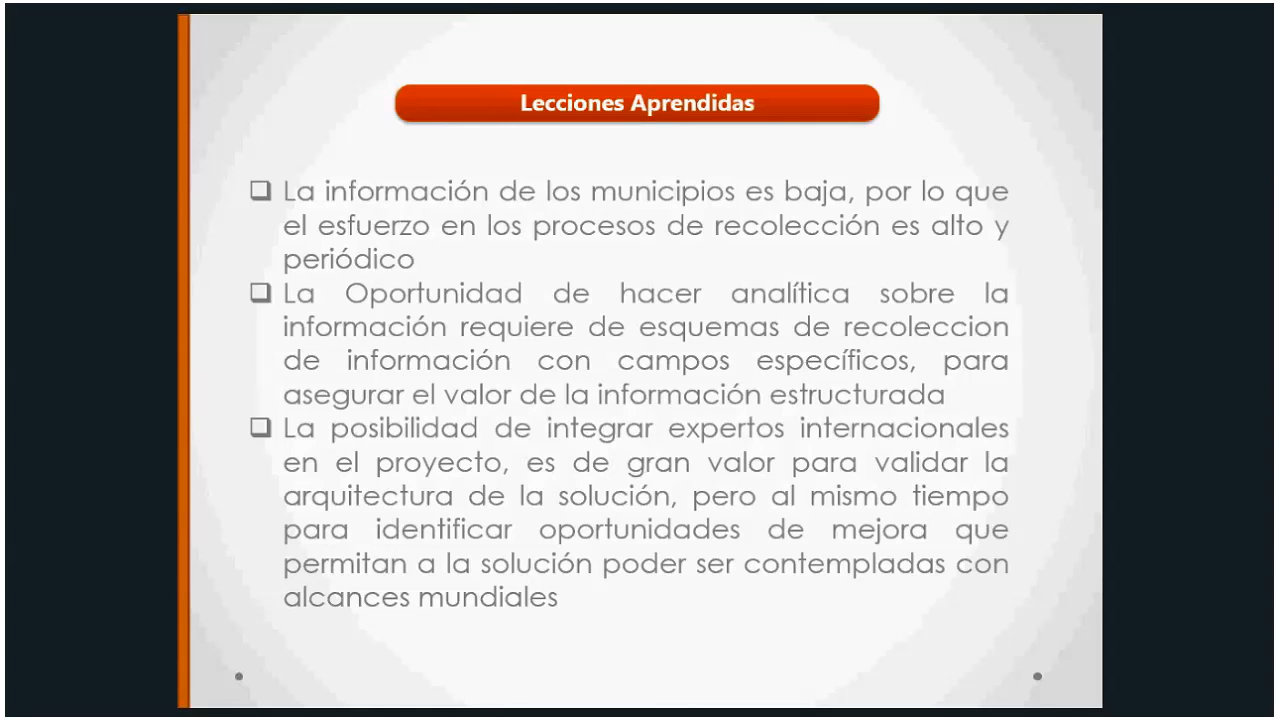 Lecciones Aprendidas
La información de los municipios es baja, por lo que
el esfuerzo en los procesos de recolección es alto y
periódico
La Oportunidad de hacer analítica sobre la
información requiere de esquemas de recoleccion
de información con campos específicos, para
asegurar el valor de la información estructurada
La posibilidad de integrar expertos internacionales
en el proyecto, es de gran valor para validar la
arquitectura de la solución, pero al mismo tiempo
para identificar oportunidades de mejora que
permitan a la solución poder ser contempladas con
alcances mundiales